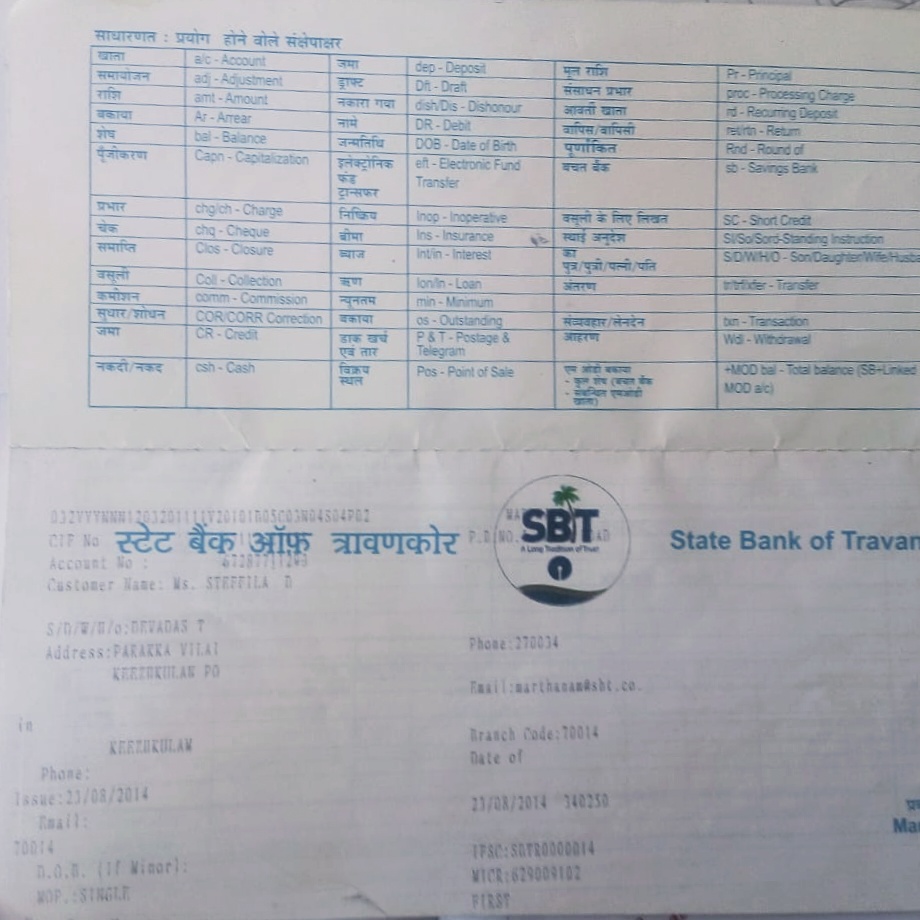 साधारणत : प्रयोग होने वोले संक्षेपाक्षर
खाता a/c - Account जमा dep - Deposit मूल राशि Pr - Principal
समायोजन adj - Adjustment ड्राफ्ट Dft - Draft संसाधन प्रभार proc - Processing Charge
राशि amt - Amount नकारा गया dish/Dis - Dishonour आवर्ती खाता rd - Recurring Deposit
बकाया Ar - Arrear नामे DR - Debit वापिस/वापिसी ret/rtn - Return
शेष bal - Balance जन्मतिथि DOB - Date of Birth पूर्णांकित Rnd - Round of
पूँजीकरण Capn - Capitalization इलेक्ट्रोनिक eft - Electronic Fund बचत बैंक sb - Savings Bank
फंड Transfer
ट्रान्सफर
प्रभार chg/ch - Charge निष्क्रिय Inop - Inoperative वसूली के लिए लिखत SC - Short Credit
चेक chq - Cheque बीमा Ins - Insurance स्थाई अनुदेश SI/So/Sord-Standing Instruction
समाप्ति Clos - Closure ब्याज Int/in - Interest का S/D/W/H/O - Son/Daughter/Wife/Husba
पुत्र/पुत्री/पत्नी/पति
वसूली Coll - Collection ऋण lon/ln - Loan अंतरण tr/trf/xfer - Transfer
कमीशन comm - Commission न्यूनतम min - Minimum
सुधार/शोधन COR/CORR Correction बकाया os - Outstanding संव्यवहार/लेनदेन txn - Transaction
जमा CR - Credit डाक खर्च P & T - Postage & आहरण Wdl - Withdrawal
एवं तार Telegram
नकदी/नकद csh - Cash विक्रय Pos - Point of Sale एम ओडी बकाया +MOD bal - Total balance (SB+Linked
स्थल - कुल शेष (बचत बैंक MOD a/c)
- संबन्धित एमओडी
खाता)
CIF No
स्टेट बैंक ऑफ़ त्रावणकोर
SBT
A Long Tradition of Trust
State Bank of Travan
Account No :
Customer Name: Ms. STEFFILA D
S/D/W/H/o:DEVADAS T
Phone:270034
Address:PARAKKA VILAI
KEEZHKULAM PO
Email:marthanam@sbt.co.
in
Branch Code:70014
KEEZHKULAM
Date of
Phone:
Issue:23/08/2014
23/08/2014 340250
Email:
70014
IFSC:SBTR0000014
D.O.B. (If Minor):
MICR:629009102
MOP.:SINGLE
FIRST